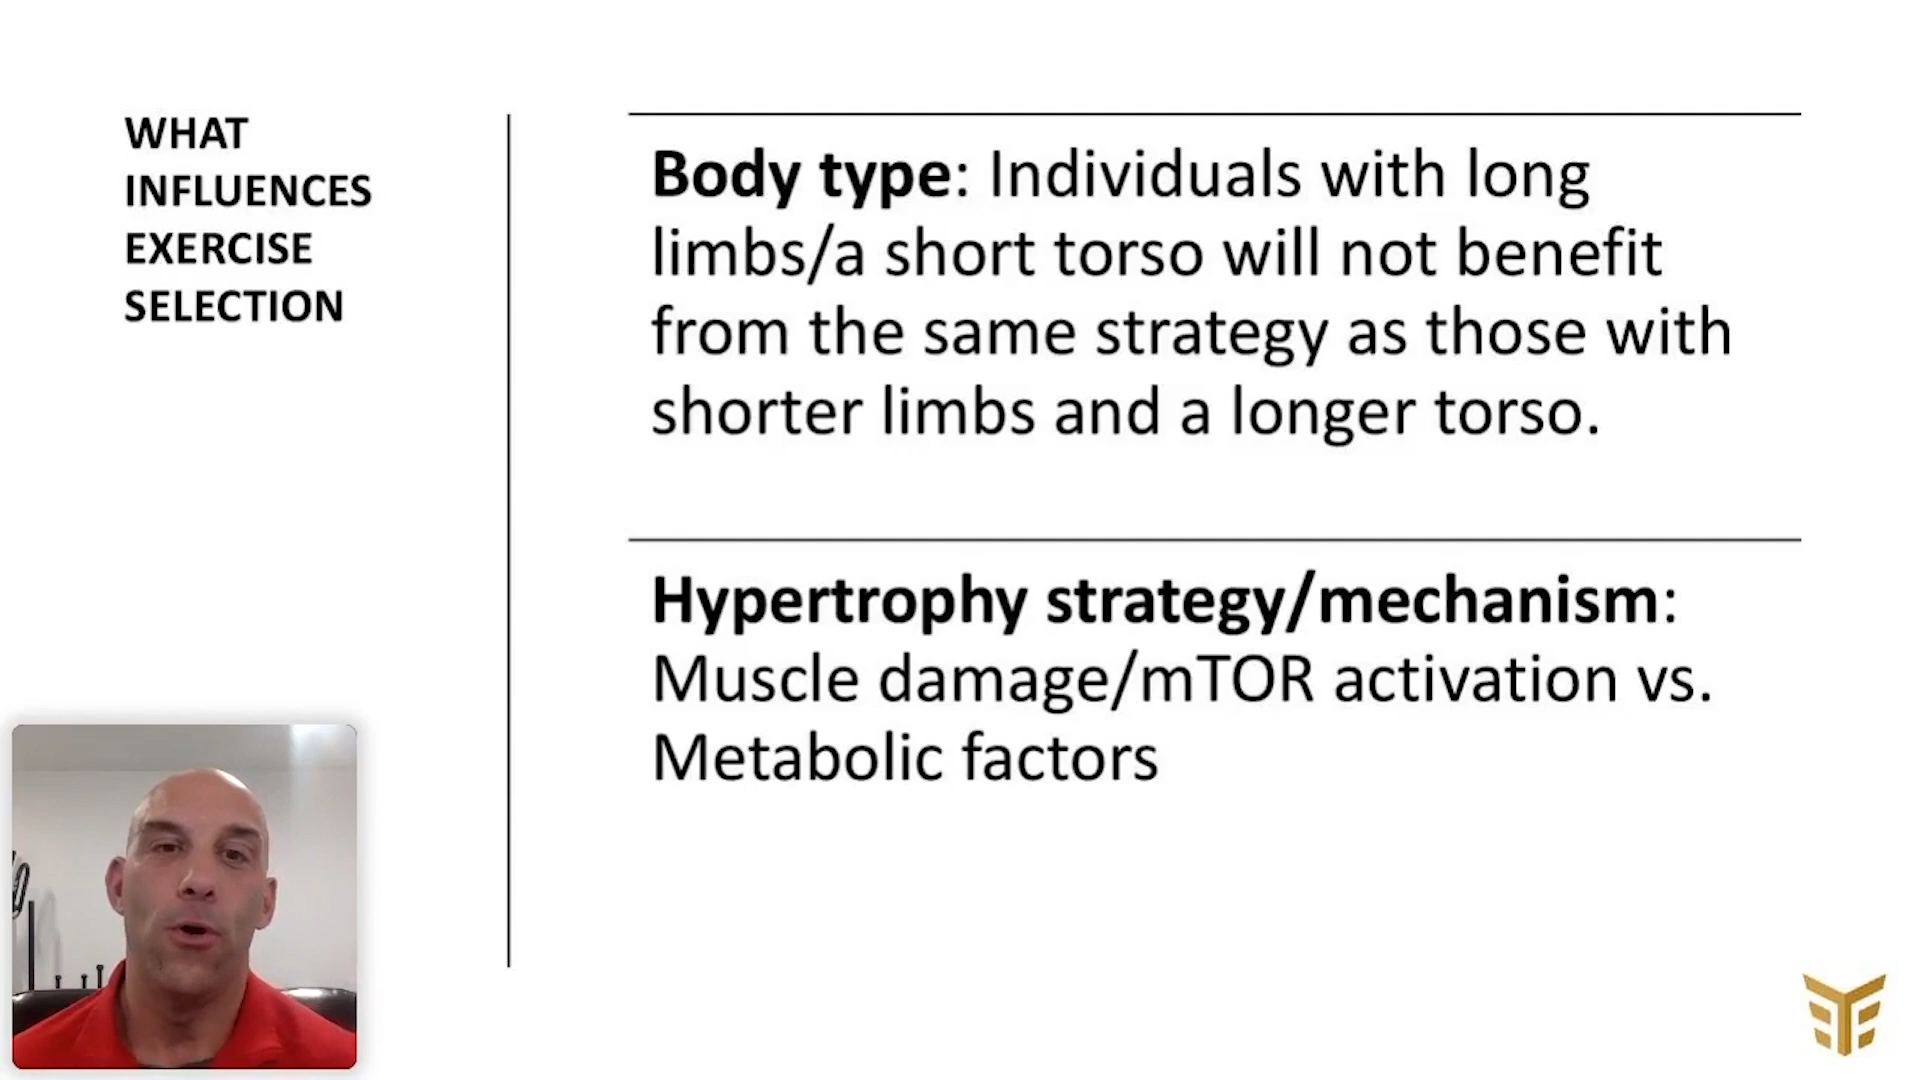 WHAT
INFLUENCES
EXERCISE
SELECTION
Body type: Individuals with long
limbs/a short torso will not benefit
from the same strategy as those with
shorter limbs and a longer torso.
Hypertrophy strategy/mechanism:
Muscle damage/mTOR activation vs.
Metabolic factors